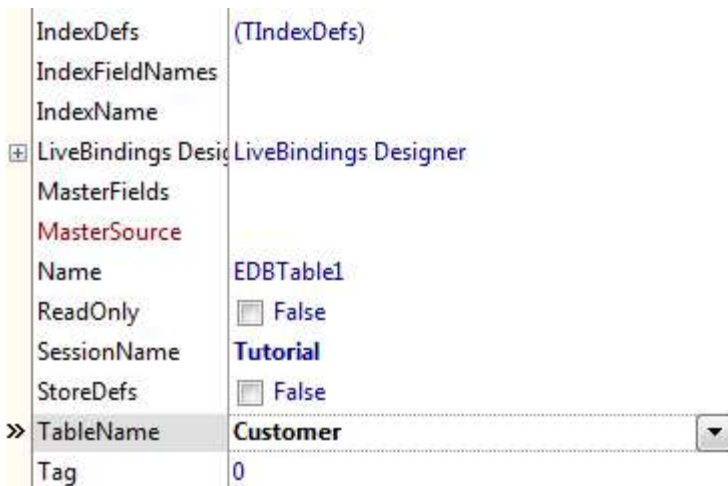 IndexDefs (TIndexDefs)
IndexFieldNames
IndexName
LiveBindings Desig LiveBindings Designer
MasterFields
MasterSource
Name EDBTable1
ReadOnly False
SessionName Tutorial
StoreDefs False
» TableName Customer
Tag 0